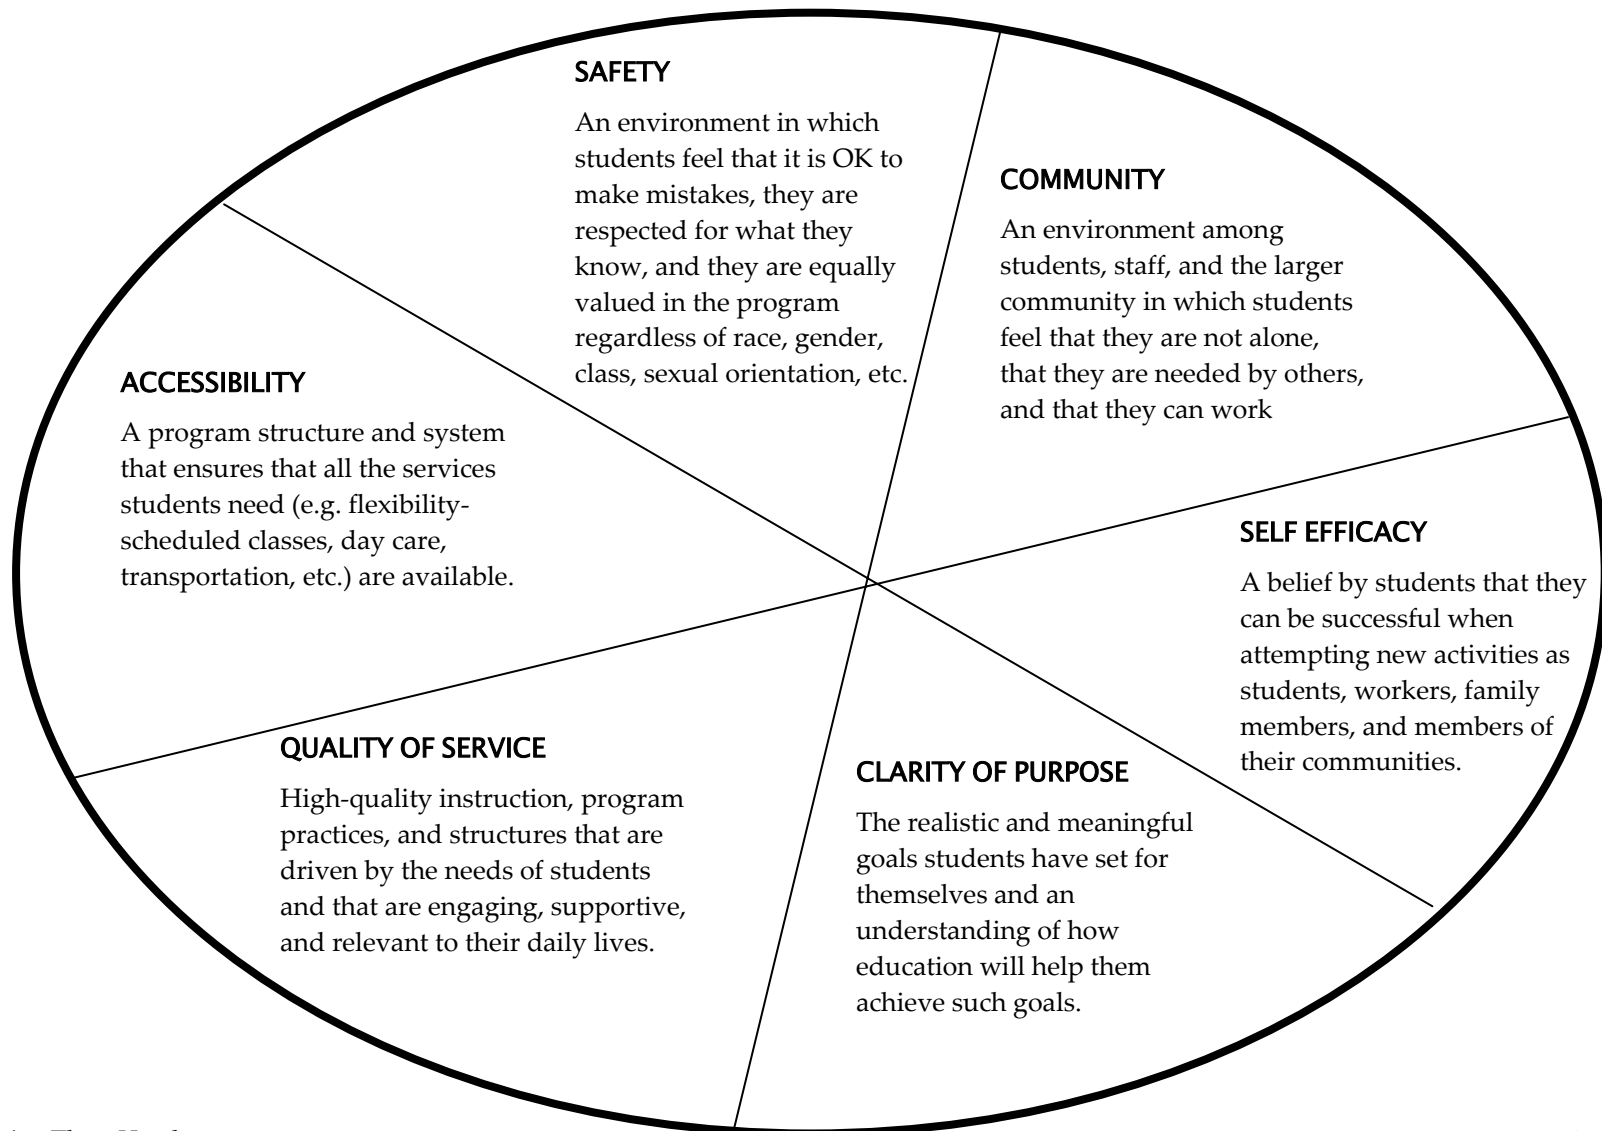 SAFETY
An environment in which
students feel that it is OK to
make mistakes, they are
respected for what they
know, and they are equally
valued in the program
regardless of race, gender,
class, sexual orientation, etc.
COMMUNITY
An environment among
students, staff, and the larger
community in which students
feel that they are not alone,
that they are needed by others,
and that they can work
ACCESSIBILITY
A program structure and system
that ensures that all the services
students need (e.g. flexibility-
scheduled classes, day care,
transportation, etc.) are available.
SELF EFFICACY
A belief by students that they
can be successful when
attempting new activities as
students, workers, family
members, and members of
their communities.
QUALITY OF SERVICE
High-quality instruction, program
practices, and structures that are
driven by the needs of students
and that are engaging, supportive,
and relevant to their daily lives.
CLARITY OF PURPOSE
The realistic and meaningful
goals students have set for
themselves and an
understanding of how
education will help them
achieve such goals.